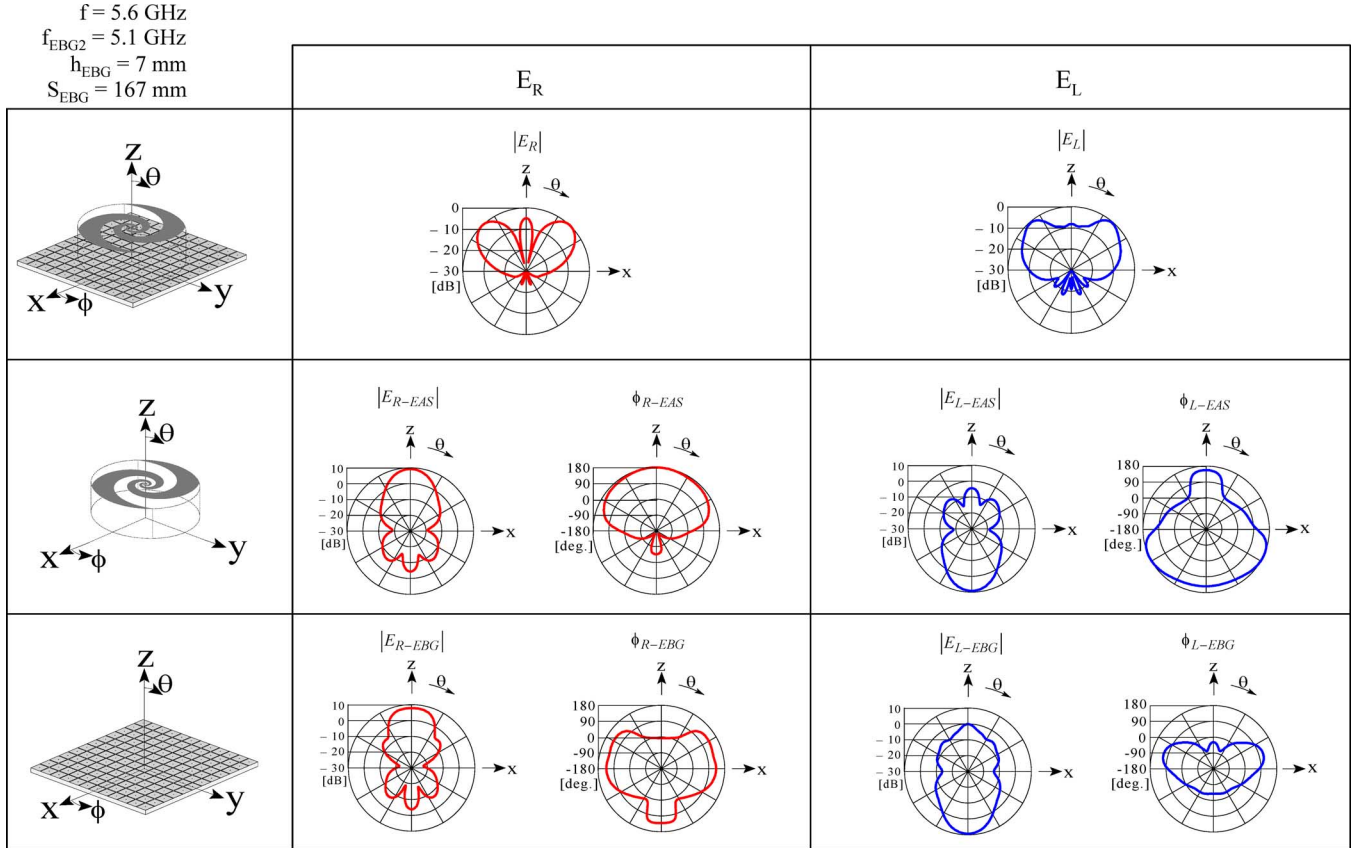 f = 5.6 GHz
f_EBG2 = 5.1 GHz
h_EBG = 7 mm
S_EBG = 167 mm
E_R E_L
z θ x φ y
|E_R|
z θ
0
– 10
– 20
– 30
[dB]
x
|E_L|
z θ
0
– 10
– 20
– 30
[dB]
x
z θ x φ y
|E_R–EAS|
z θ
10
0
– 10
– 20
– 30
[dB]
x
φ_R–EAS
z θ
180
90
0
-90
-180
[deg.]
x
|E_L–EAS|
z θ
10
0
– 10
– 20
– 30
[dB]
x
φ_L–EAS
z θ
180
90
0
-90
-180
[deg.]
x
z θ x φ y
|E_R–EBG|
z θ
10
0
– 10
– 20
– 30
[dB]
x
φ_R–EBG
z θ
180
90
0
-90
-180
[deg.]
x
|E_L–EBG|
z θ
10
0
– 10
– 20
– 30
[dB]
x
φ_L–EBG
z θ
180
90
0
-90
-180
[deg.]
x